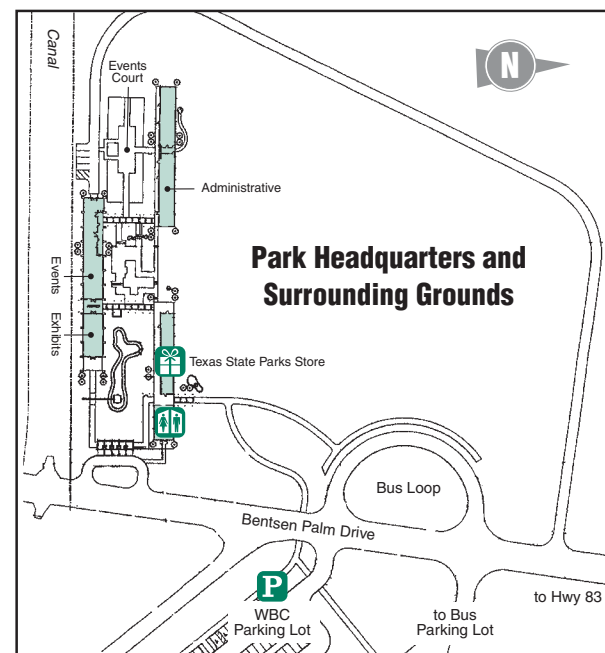 Canal
Events
Court
N
Administrative
Park Headquarters and
Surrounding Grounds
Events
Exhibits
Texas State Parks Store
Bus Loop
Bentsen Palm Drive
P
WBC
Parking Lot
to Bus
Parking Lot
to Hwy 83